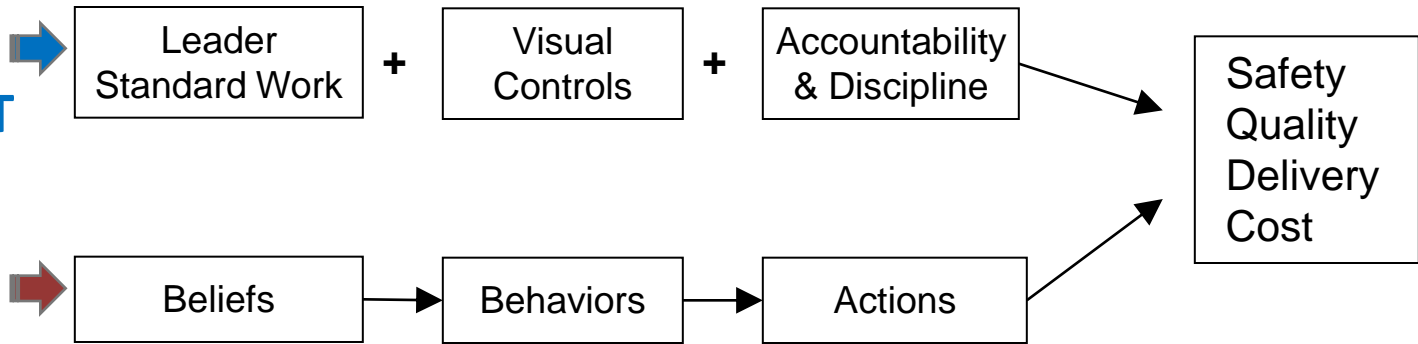 Leader
Standard Work
+
Visual
Controls
+
Accountability
& Discipline
Safety
Quality
Delivery
Cost
T
Beliefs
Behaviors
Actions